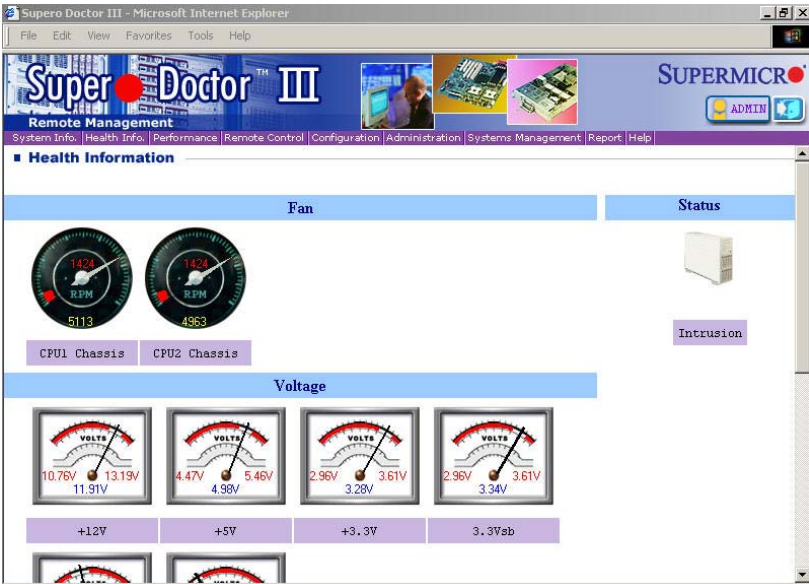 Supero Doctor III - Microsoft Internet Explorer
File Edit View Favorites Tools Help
Super Doctor ™ III
SUPERMICR
Remote Management
ADMIN
System Info. Health Info. Performance Remote Control Configuration Administration Systems Management Report Help
Health Information
Fan
Status
1424
RPM
5113
1424
RPM
4963
CPU1 Chassis
CPU2 Chassis
Intrusion
Voltage
VOLTS
10.76V 13.19V
11.91V
VOLTS
4.47V 5.46V
4.98V
VOLTS
2.96V 3.61V
3.28V
VOLTS
2.96V 3.61V
3.34V
+12V
+5V
+3.3V
3.3Vsb